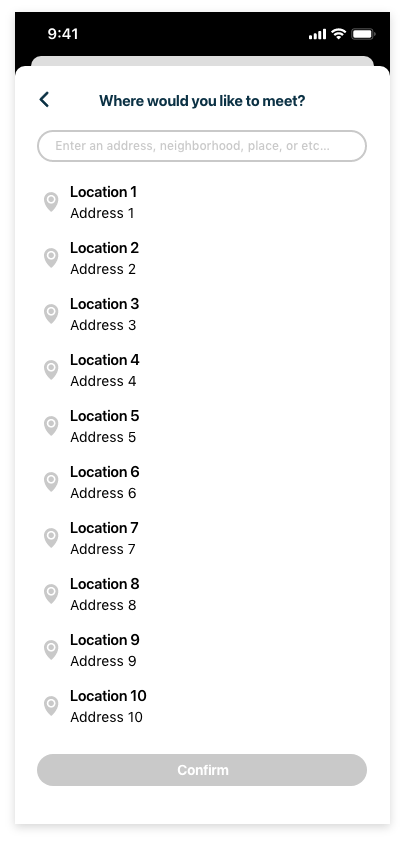 9:41
Where would you like to meet?
Enter an address, neighborhood, place, or etc...
Location 1
Address 1
Location 2
Address 2
Location 3
Address 3
Location 4
Address 4
Location 5
Address 5
Location 6
Address 6
Location 7
Address 7
Location 8
Address 8
Location 9
Address 9
Location 10
Address 10
Confirm